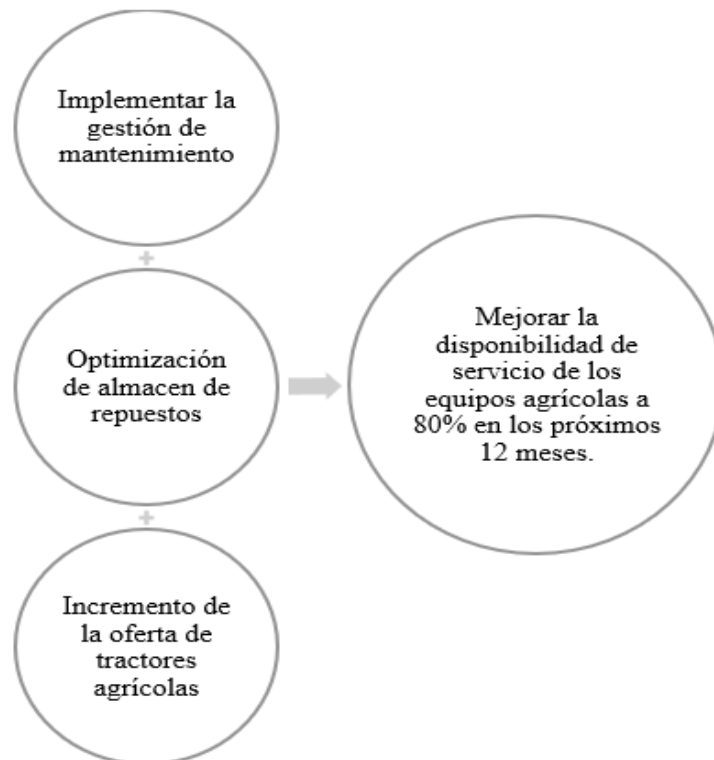 Implementar la
gestión de
mantenimiento
+
Optimización
de almacen de
repuestos
+
Incremento de
la oferta de
tractores
agrícolas
Mejorar la
disponibilidad de
servicio de los
equipos agrícolas a
80% en los próximos
12 meses.